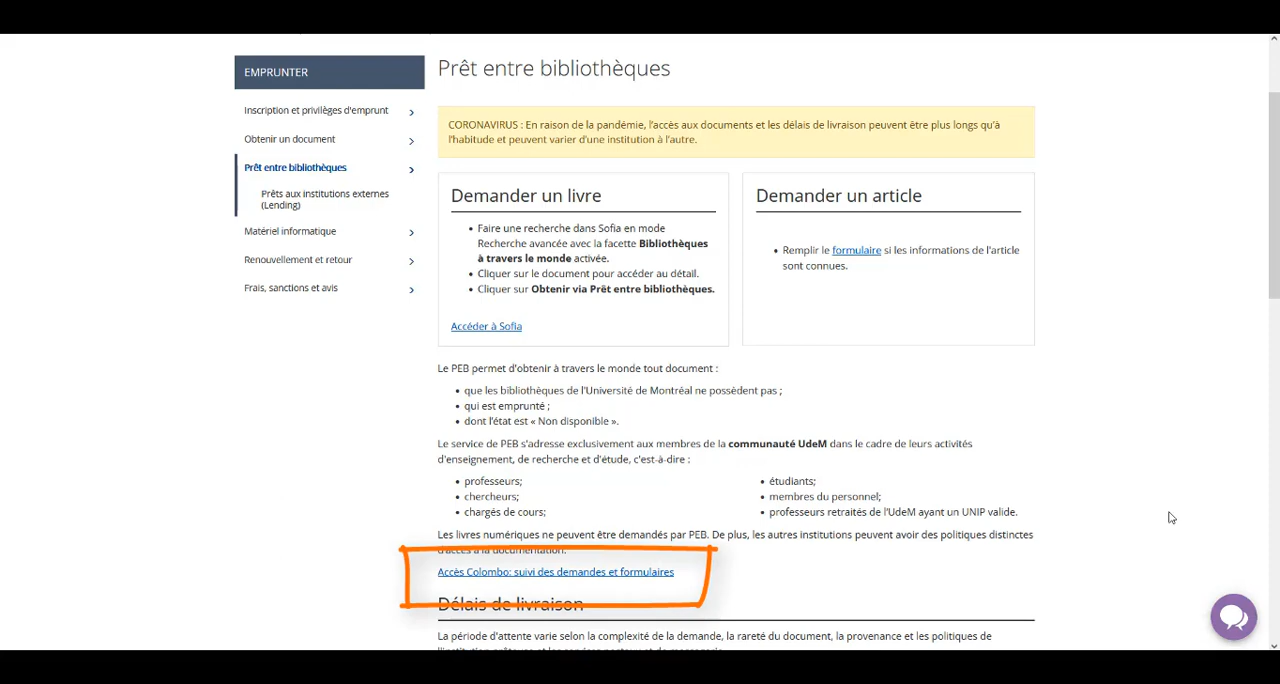 EMPRUNTER
Inscription et privilèges d'emprunt
Obtenir un document
Prêt entre bibliothèques
Prêts aux institutions externes
(Lending)
Matériel informatique
Renouvellement et retour
Frais, sanctions et avis
Prêt entre bibliothèques
CORONAVIRUS : En raison de la pandémie, l'accès aux documents et les délais de livraison peuvent être plus longs qu'à
l'habitude et peuvent varier d'une institution à l'autre.
Demander un livre
• Faire une recherche dans Sofia en mode
Recherche avancée avec la facette Bibliothèques
à travers le monde activée.
• Cliquer sur le document pour accéder au détail.
• Cliquer sur Obtenir via Prêt entre bibliothèques.
Accéder à Sofia
Demander un article
• Remplir le formulaire si les informations de l'article
sont connues.
Le PEB permet d'obtenir à travers le monde tout document :
• que les bibliothèques de l'Université de Montréal ne possèdent pas ;
• qui est emprunté ;
• dont l'état est « Non disponible ».
Le service de PEB s'adresse exclusivement aux membres de la communauté UdeM dans le cadre de leurs activités
d'enseignement, de recherche et d'étude, c'est-à-dire :
• professeurs;
• chercheurs;
• chargés de cours;
• étudiants;
• membres du personnel;
• professeurs retraités de l'UdeM ayant un UNIP valide.
Les livres numériques ne peuvent être demandés par PEB. De plus, les autres institutions peuvent avoir des politiques distinctes
d'accès à la documentation.
Accès Colombo: suivi des demandes et formulaires
Délais de livraison
La période d'attente varie selon la complexité de la demande, la rareté du document, la provenance et les politiques de